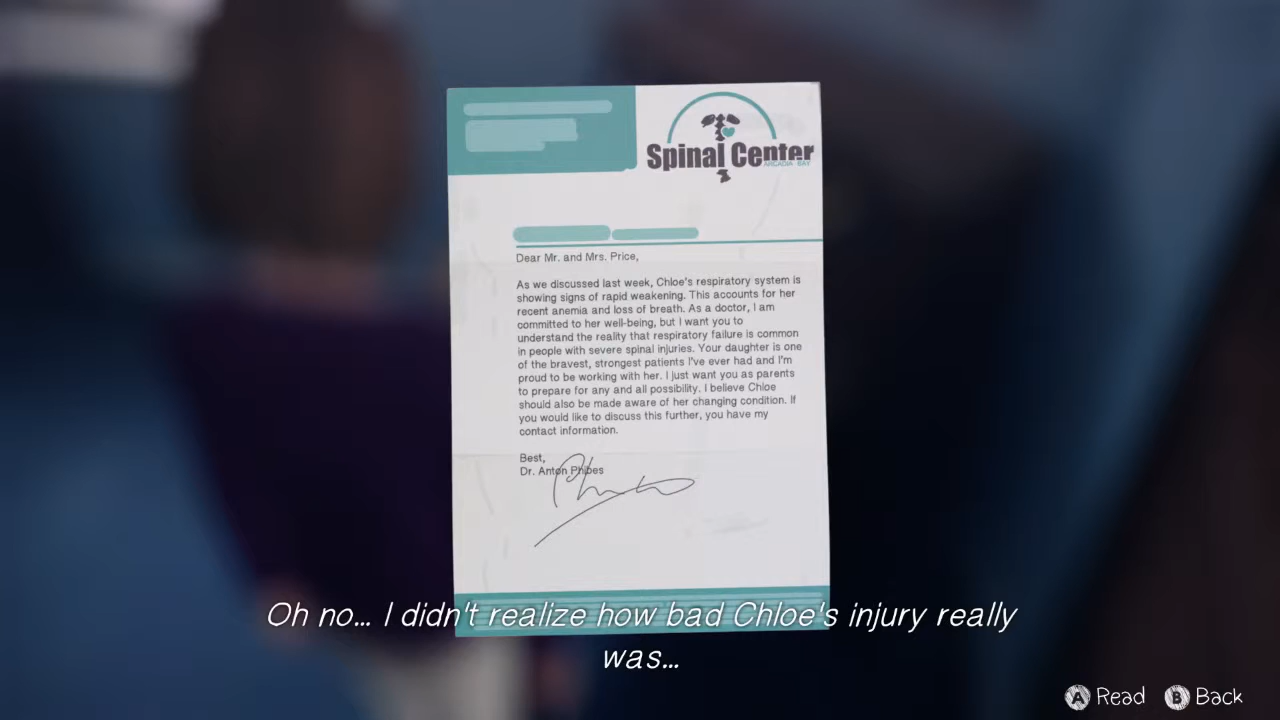 Spinal Center
ARCADIA BAY
Dear Mr. and Mrs. Price,
As we discussed last week, Chloe's respiratory system is
showing signs of rapid weakening. This accounts for her
recent anemia and loss of breath. As a doctor, I am
committed to her well-being, but I want you to
understand the reality that respiratory failure is common
in people with severe spinal injuries. Your daughter is one
of the bravest, strongest patients I've ever had and I'm
proud to be working with her. I just want you as parents
to prepare for any and all possibility. I believe Chloe
should also be made aware of her changing condition. If
you would like to discuss this further, you have my
contact information.
Best,
Dr. Anton Phibes
Oh no... I didn't realize how bad Chloe's injury really
was...
A Read B Back